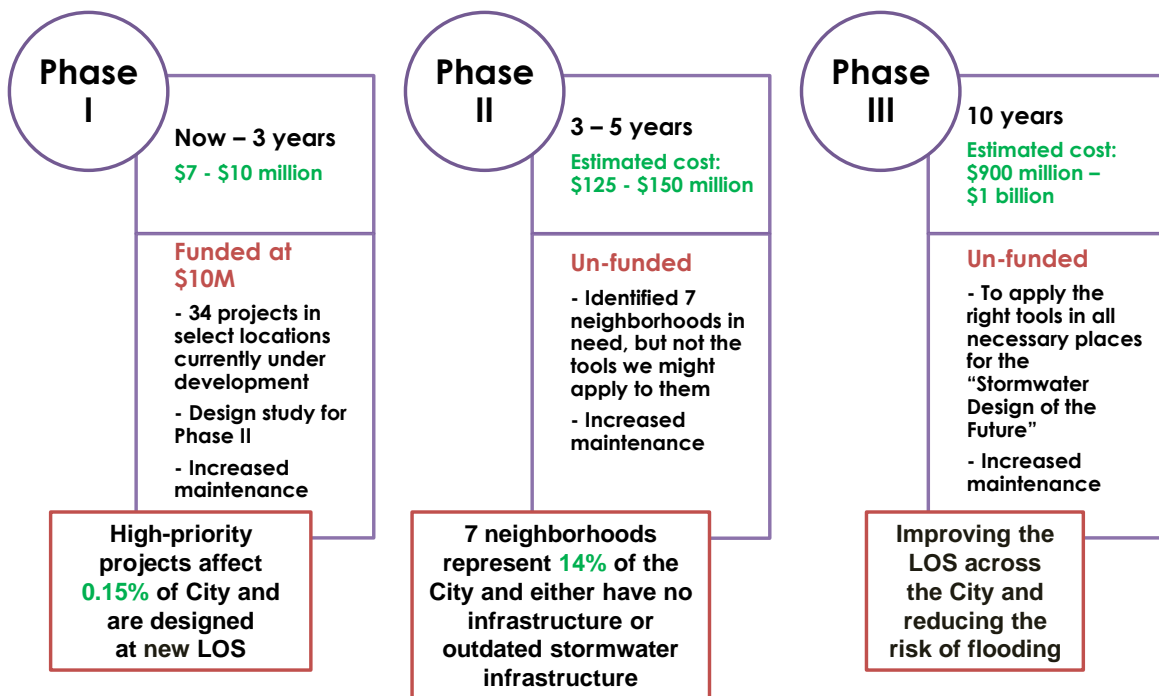 Phase
I
Now – 3 years
$7 - $10 million
Funded at
$10M
- 34 projects in
select locations
currently under
development
- Design study for
Phase II
- Increased
maintenance
High-priority
projects affect
0.15% of City and
are designed
at new LOS
Phase
II
3 – 5 years
Estimated cost:
$125 - $150 million
Un-funded
- Identified 7
neighborhoods in
need, but not the
tools we might
apply to them
- Increased
maintenance
7 neighborhoods
represent 14% of the
City and either have no
infrastructure or
outdated stormwater
infrastructure
Phase
III
10 years
Estimated cost:
$900 million –
$1 billion
Un-funded
- To apply the
right tools in all
necessary places
for the
“Stormwater
Design of the
Future”
- Increased
maintenance
Improving the
LOS across
the City and
reducing the
risk of flooding